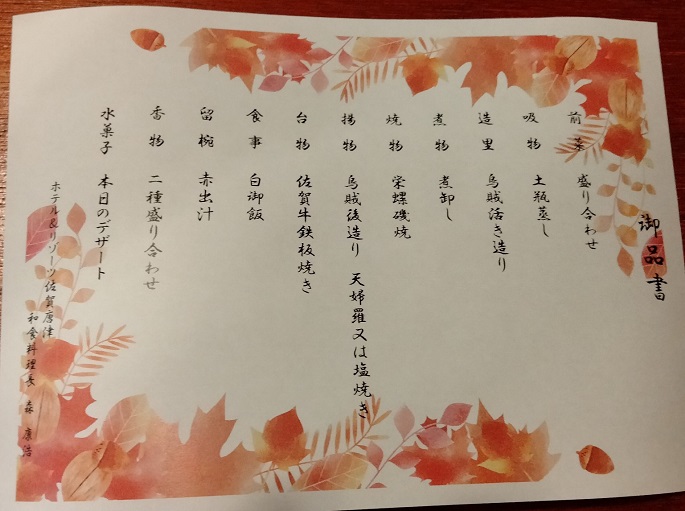 御品書
前菜 盛り合わせ
吸物 土瓶蒸し
造里 烏賊活き造り
煮物 煮卸し
焼物 栄螺磯焼
揚物 烏賊後造り 天婦羅又は塩焼き
台物 佐賀牛鉄板焼き
食事 白御飯
留椀 赤出汁
香物 二種盛り合わせ
水菓子 本日のデザート
ホテル&リゾーツ佐賀唐津
和食料理長 森 康浩